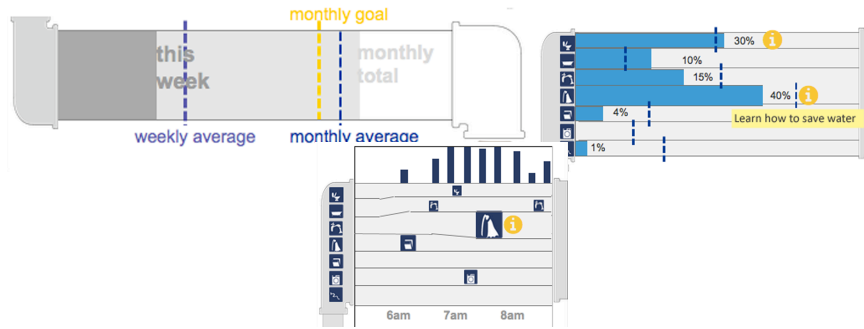 monthly goal
this
week
monthly
total
weekly average
monthly average
30%
i
10%
15%
40%
i
4%
Learn how to save water
1%
i
6am
7am
8am